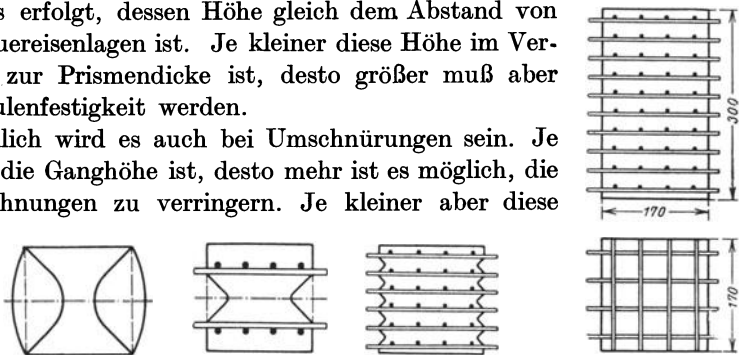 s erfolgt, dessen Höhe gleich dem Abstand von
uereisenlagen ist. Je kleiner diese Höhe im Ver-
zur Prismendicke ist, desto größer muß aber
ulenfestigkeit werden.
lich wird es auch bei Umschnürungen sein. Je
die Ganghöhe ist, desto mehr ist es möglich, die
hnungen zu verringern. Je kleiner aber diese
300
170
170